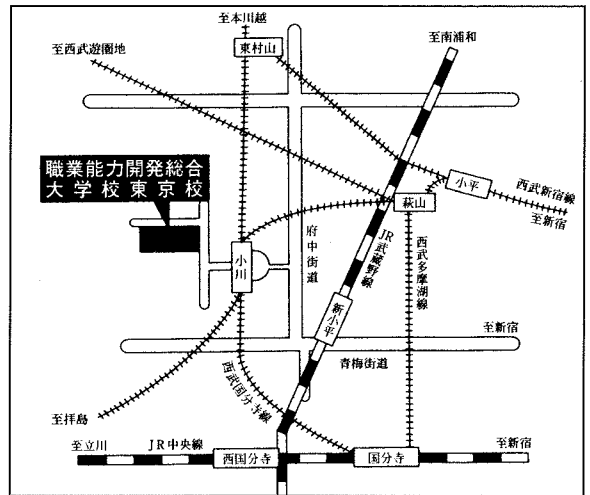 至本川越
至南浦和
東村山
至西武遊園地
職業能力開発総合
大学校東京校
小平
西武新宿線
至新宿
萩山
府中街道
JR武蔵野線
西武多摩湖線
小川
新小平
至新宿
青梅街道
西武国分寺線
至拝島
至立川
JR中央線
西国分寺
国分寺
至新宿